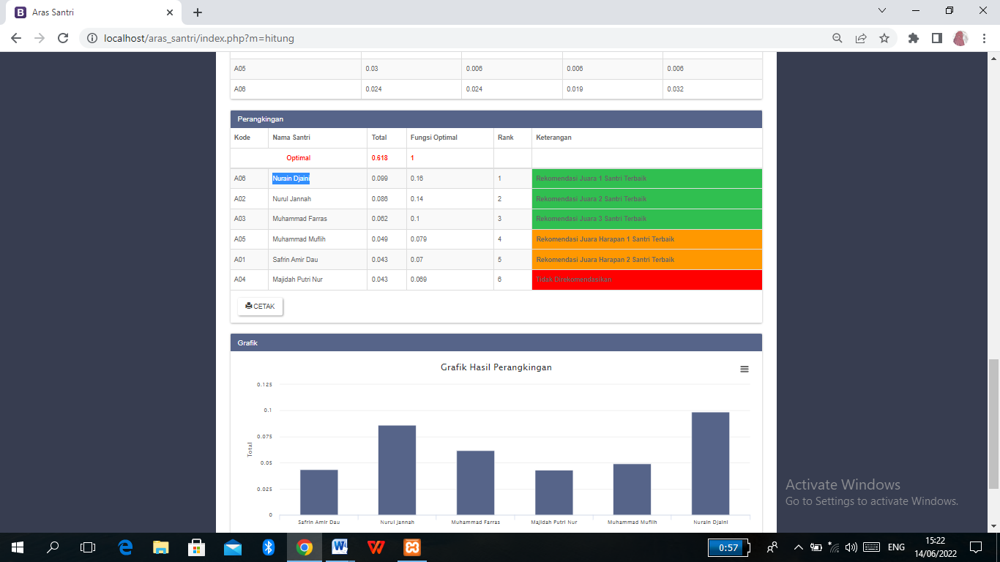 Aras Santri
localhost/aras_santri/index.php?m=hitung
A05 0.03 0.006 0.006 0.006
A06 0.024 0.024 0.019 0.032
Perangkingan
Kode Nama Santri Total Fungsi Optimal Rank Keterangan
Optimal 0.618 1
A06 Nurain Djaini 0.099 0.16 1 Rekomendasi Juara 1 Santri Terbaik
A02 Nurul Jannah 0.086 0.14 2 Rekomendasi Juara 2 Santri Terbaik
A03 Muhammad Farras 0.062 0.1 3 Rekomendasi Juara 3 Santri Terbaik
A05 Muhammad Muflih 0.049 0.079 4 Rekomendasi Juara Harapan 1 Santri Terbaik
A01 Safrin Amir Dau 0.043 0.07 5 Rekomendasi Juara Harapan 2 Santri Terbaik
A04 Majidah Putri Nur 0.043 0.069 6 Tidak Direkomendasikan
CETAK
Grafik
Grafik Hasil Perangkingan
Total
0.125
0.1
0.075
0.05
0.025
0
Safrin Amir Dau Nurul Jannah Muhammad Farras Majidah Putri Nur Muhammad Muflih Nurain Djaini
Activate Windows
Go to Settings to activate Windows.
0:57
ENG
15:22
14/06/2022